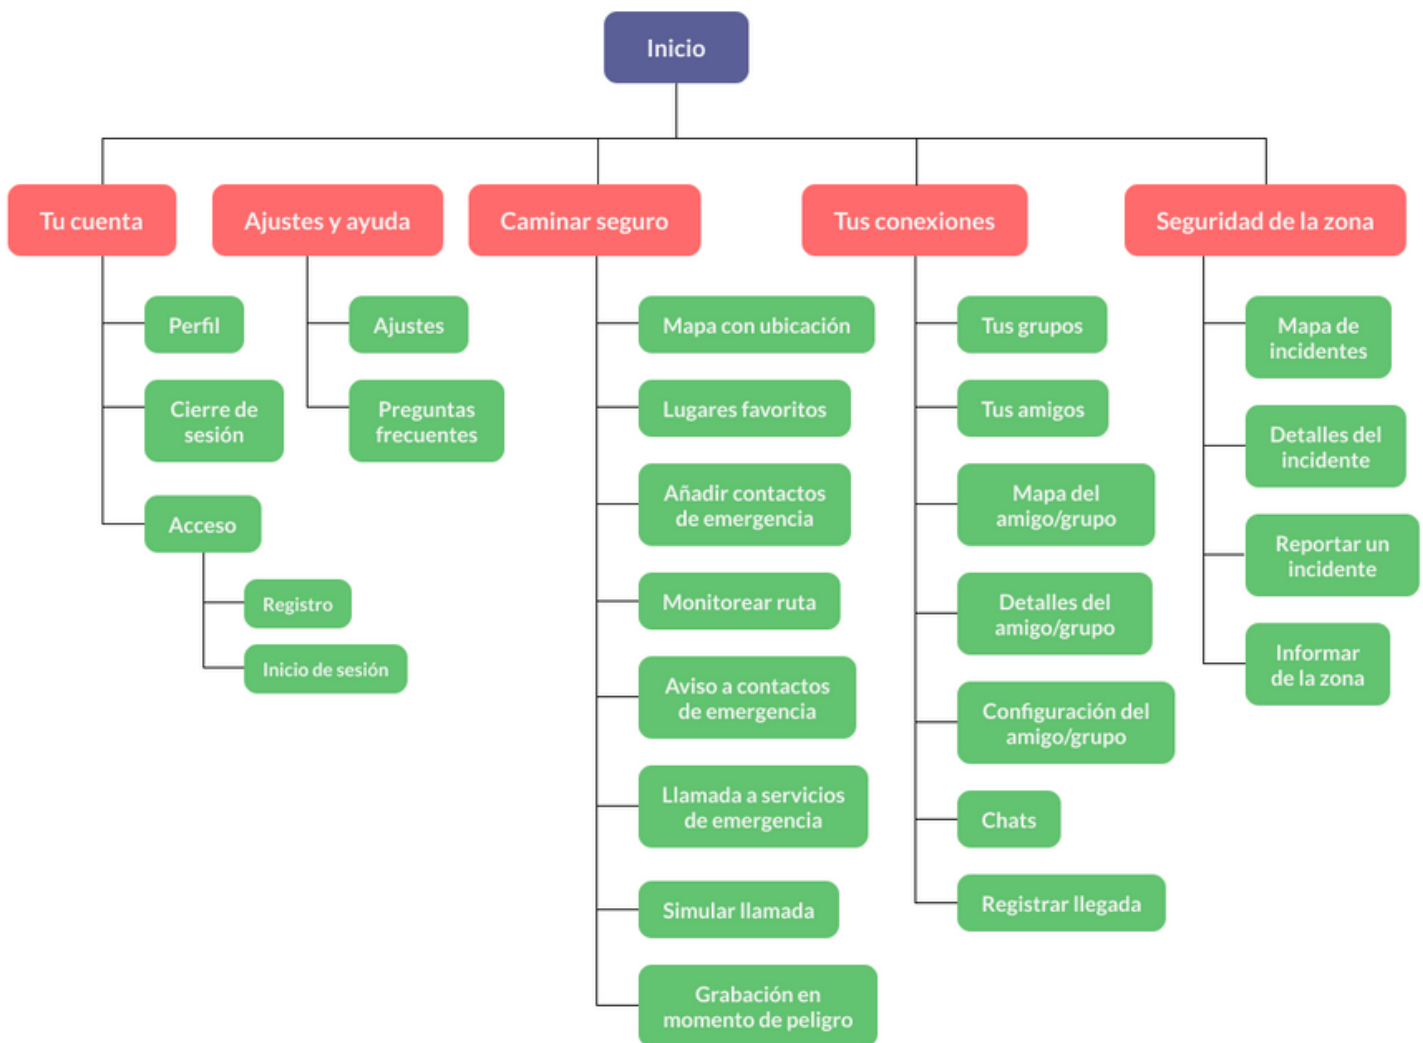 Inicio
Tu cuenta
Perfil
Cierre de
sesión
Acceso
Registro
Inicio de sesión
Ajustes y ayuda
Ajustes
Preguntas
frecuentes
Caminar seguro
Mapa con ubicación
Lugares favoritos
Añadir contactos
de emergencia
Monitorear ruta
Aviso a contactos
de emergencia
Llamada a servicios
de emergencia
Simular llamada
Grabación en
momento de peligro
Tus conexiones
Tus grupos
Tus amigos
Mapa del
amigo/grupo
Detalles del
amigo/grupo
Configuración del
amigo/grupo
Chats
Registrar llegada
Seguridad de la zona
Mapa de
incidentes
Detalles del
incidente
Reportar un
incidente
Informar
de la zona